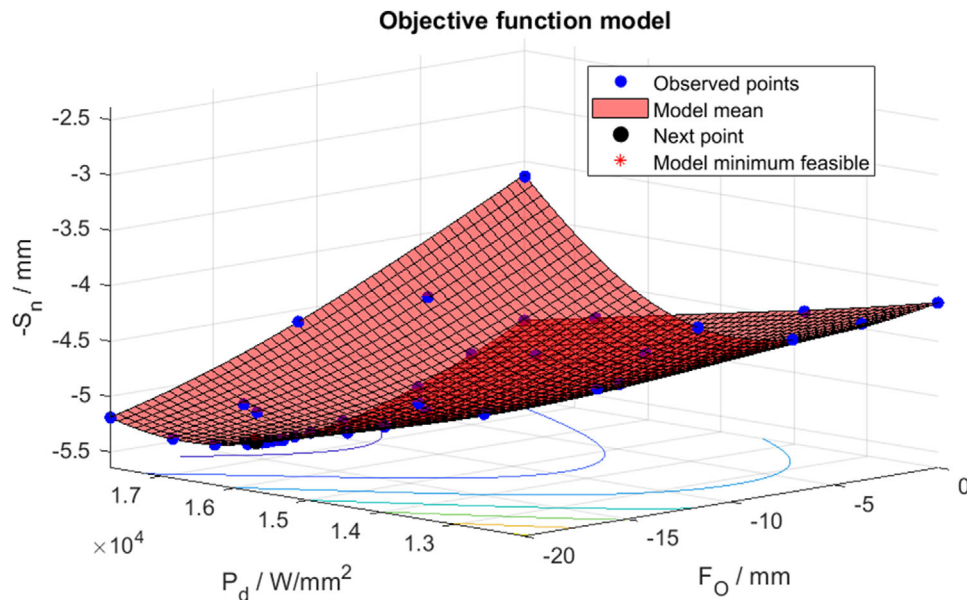 Objective function model
Observed points
Model mean
Next point
Model minimum feasible
-2.5
-3
-3.5
-4
-4.5
-5
-5.5
-S_n / mm
1.7
1.6
1.5
1.4
1.3
×10^4
P_d / W/mm^2
-20
-15
-10
-5
0
F_O / mm